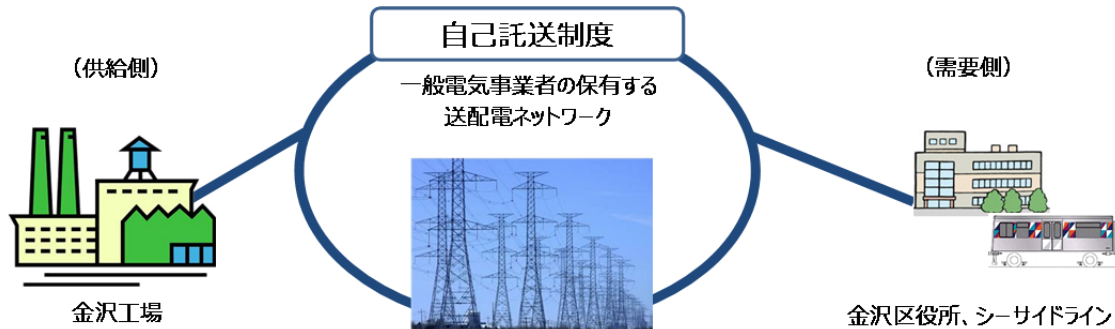 自己託送制度
（供給側）
一般電気事業者の保有する
送配電ネットワーク
（需要側）
金沢工場
金沢区役所、シーサイドライン